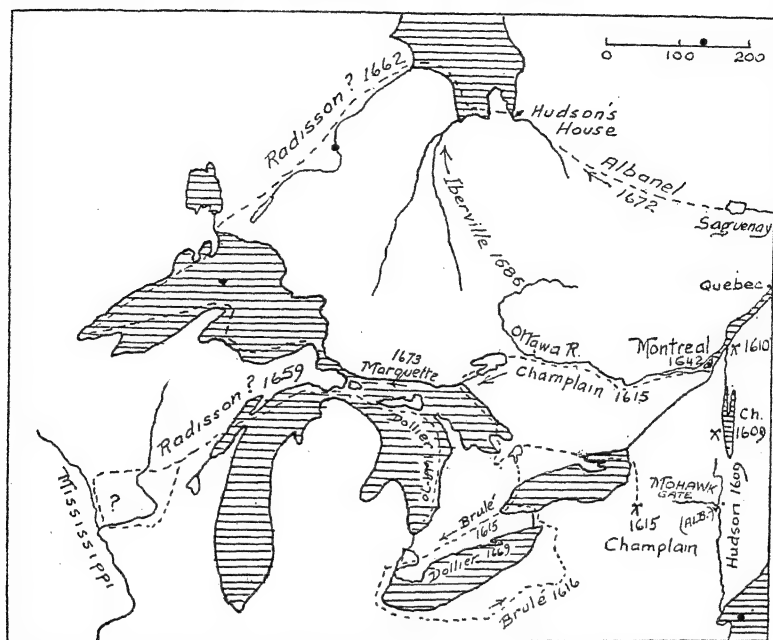 0 100 200
Radisson ? 1662
Hudson's
House
Albanel
1672
Saguenay
Iberville 1686
Quebec
Ottawa R.
Montreal
1642
x 1610
1673
Marquette
Champlain
1615
Radisson ? 1659
Dollier 1669-70
Ch.
x 1609
?
Mississippi
Brulé
1615
Dollier 1669
Brulé 1616
MOHAWK
GATE
(ALB.)
x
1615
Champlain
Hudson 1609